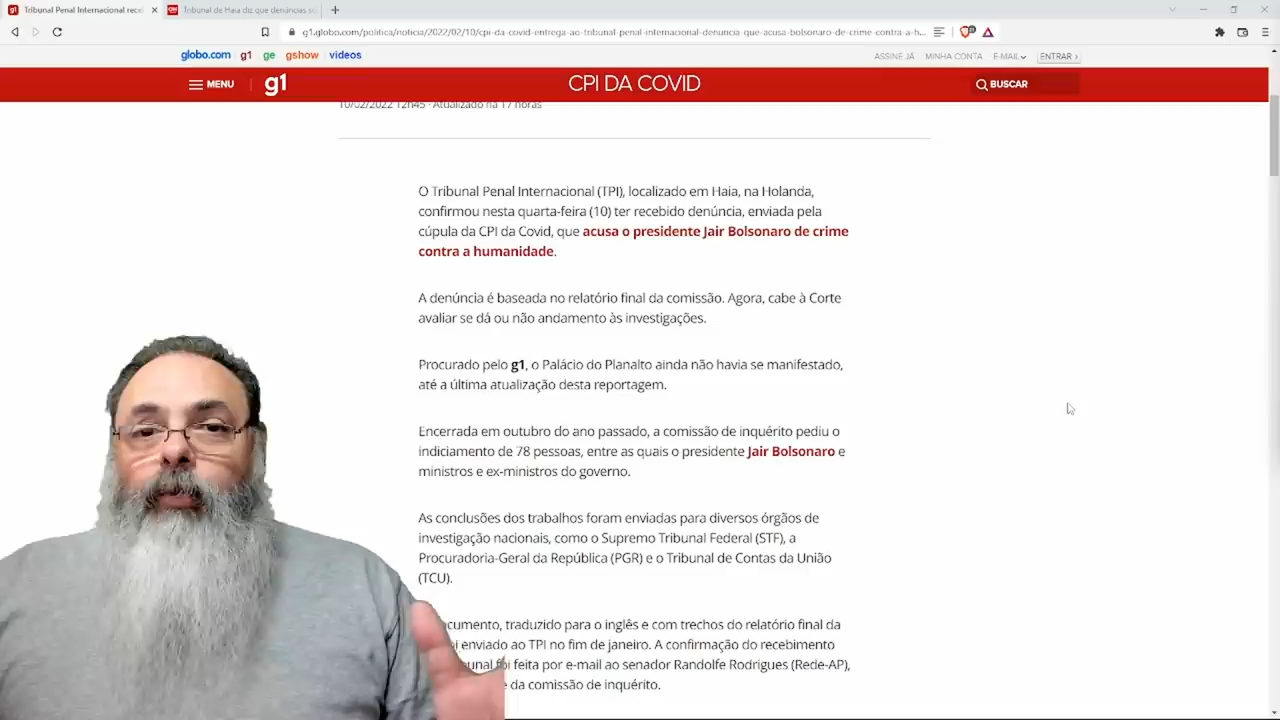 Tribunal Penal Internacional rece
Tribunal de Haia diz que denúncias so
g1.globo.com/politica/noticia/2022/02/10/cpi-da-covid-entrega-ao-tribunal-penal-internacional-denuncia-que-acusa-bolsonaro-de-crime-contra-a-h...
globo.com g1 ge gshow videos ASSINE JÁ MINHA CONTA E-MAIL ENTRAR ›
MENU g1 CPI DA COVID BUSCAR
10/02/2022 12h45 · Atualizado há 17 horas
O Tribunal Penal Internacional (TPI), localizado em Haia, na Holanda,
confirmou nesta quarta-feira (10) ter recebido denúncia, enviada pela
cúpula da CPI da Covid, que acusa o presidente Jair Bolsonaro de crime
contra a humanidade.
A denúncia é baseada no relatório final da comissão. Agora, cabe à Corte
avaliar se dá ou não andamento às investigações.
Procurado pelo g1, o Palácio do Planalto ainda não havia se manifestado,
até a última atualização desta reportagem.
Encerrada em outubro do ano passado, a comissão de inquérito pediu o
indiciamento de 78 pessoas, entre as quais o presidente Jair Bolsonaro e
ministros e ex-ministros do governo.
As conclusões dos trabalhos foram enviadas para diversos órgãos de
investigação nacionais, como o Supremo Tribunal Federal (STF), a
Procuradoria-Geral da República (PGR) e o Tribunal de Contas da União
(TCU).
cumento, traduzido para o inglês e com trechos do relatório final da
enviado ao TPI no fim de janeiro. A confirmação do recebimento
unal foi feita por e-mail ao senador Randolfe Rodrigues (Rede-AP),
e da comissão de inquérito.